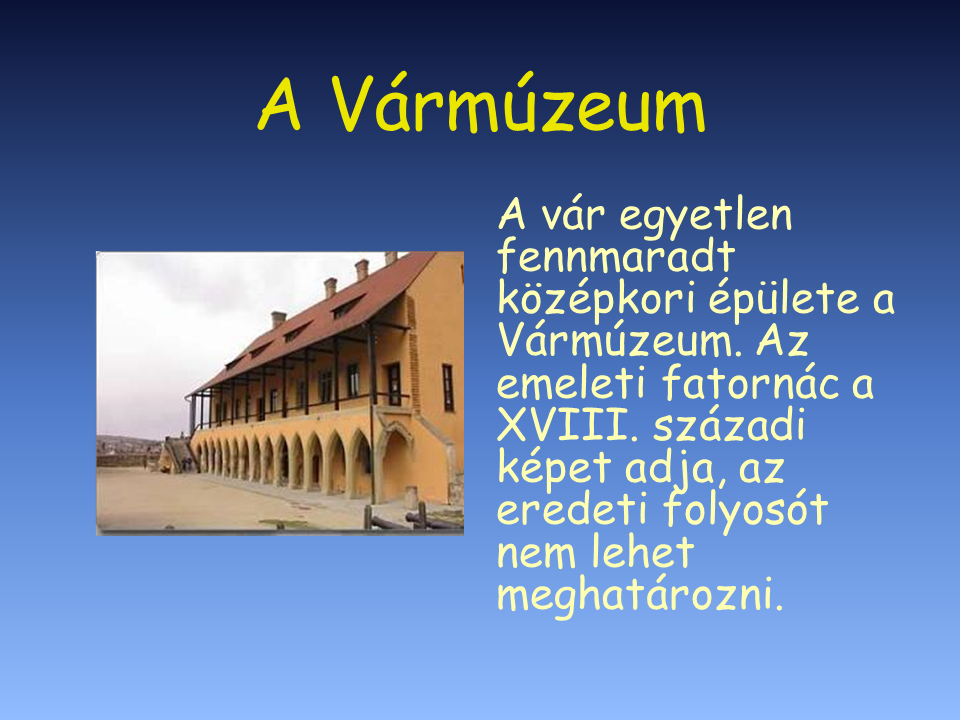 A Vármúzeum
A vár egyetlen
fennmaradt
középkori épülete a
Vármúzeum. Az
emeleti fatornác a
XVIII. századi
képet adja, az
eredeti folyosót
nem lehet
meghatározni.